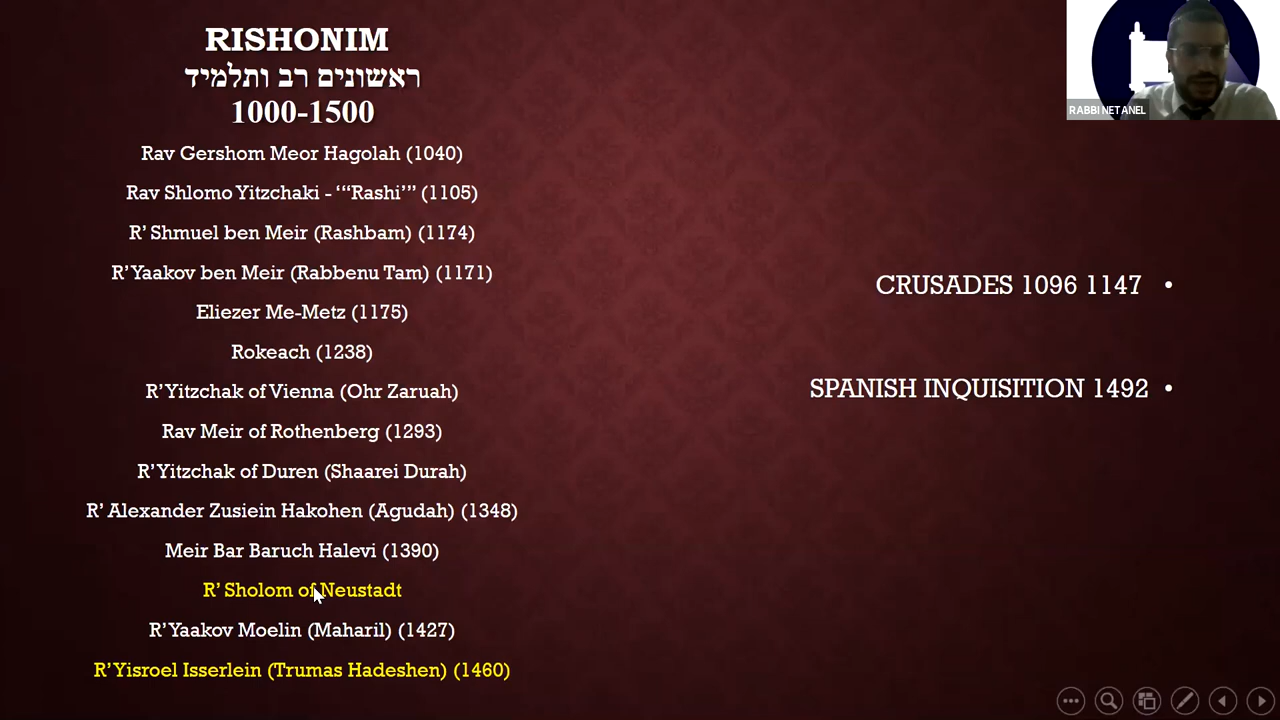 RISHONIM
ראשונים רב ותלמיד
1000-1500
Rav Gershom Meor Hagolah (1040)
Rav Shlomo Yitzchaki - ‘“Rashi’” (1105)
R’ Shmuel ben Meir (Rashbam) (1174)
R’ Yaakov ben Meir (Rabbenu Tam) (1171)
Eliezer Me-Metz (1175)
Rokeach (1238)
R’ Yitzchak of Vienna (Ohr Zaruah)
Rav Meir of Rothenberg (1293)
R’ Yitzchak of Duren (Shaarei Durah)
R’ Alexander Zusiein Hakohen (Agudah) (1348)
Meir Bar Baruch Halevi (1390)
R’ Sholom of Neustadt
R’ Yaakov Moelin (Maharil) (1427)
R’ Yisroel Isserlein (Trumas Hadeshen) (1460)
CRUSADES 1096 1147 •
SPANISH INQUISITION 1492 •
RABBI NETANEL